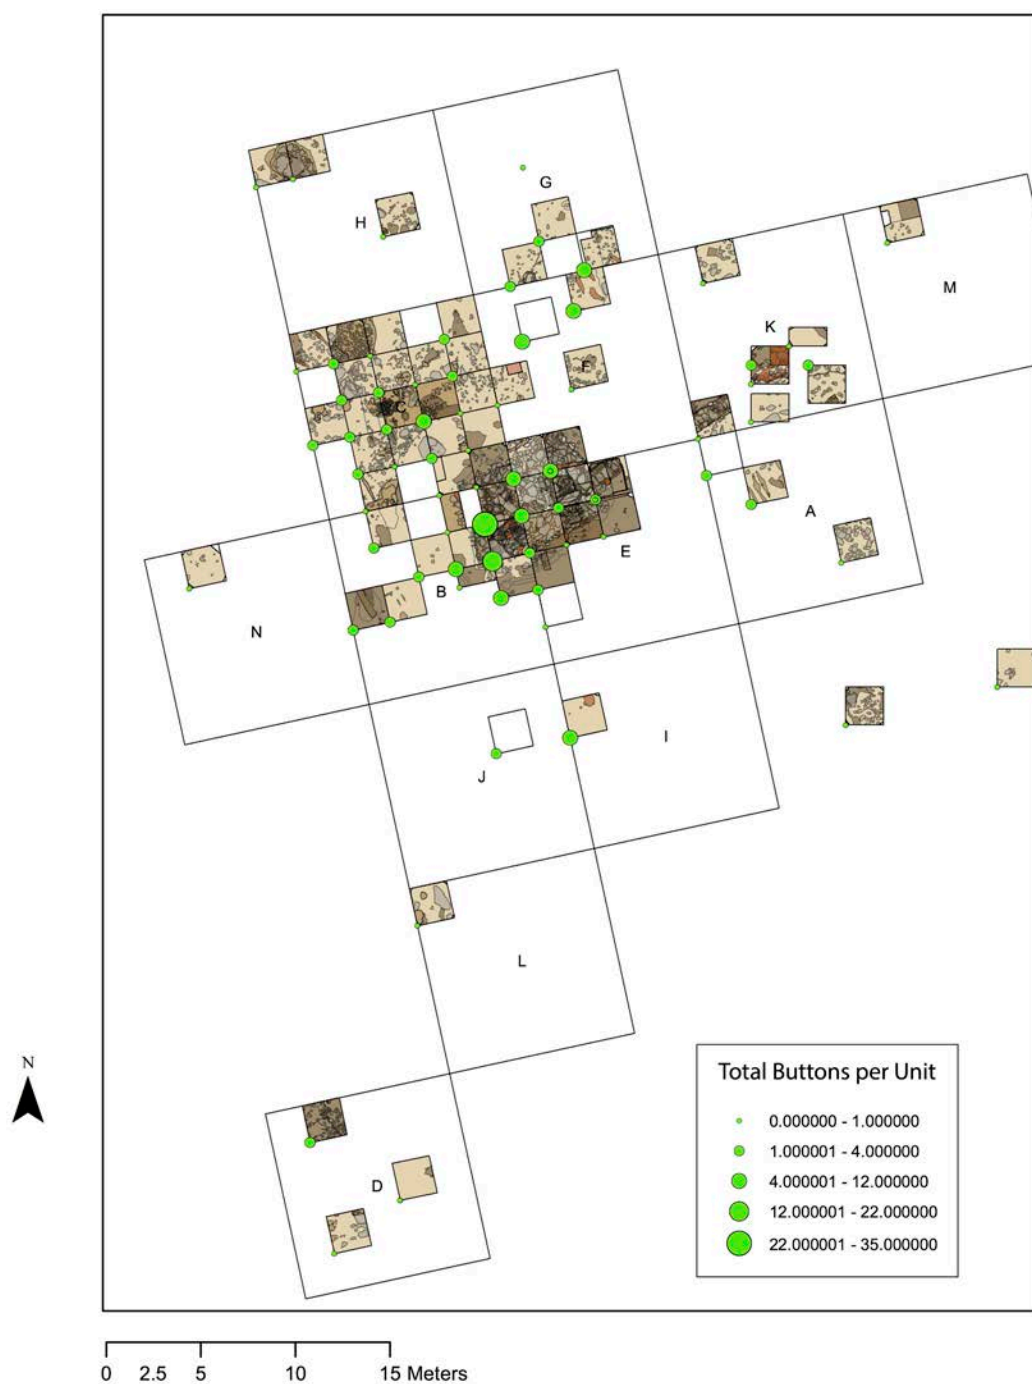 G
H
M
K
F
C
A
E
B
N
I
J
L
N
Total Buttons per Unit
0.000000 - 1.000000
1.000001 - 4.000000
4.000001 - 12.000000
12.000001 - 22.000000
22.000001 - 35.000000
D
0 2.5 5 10 15 Meters